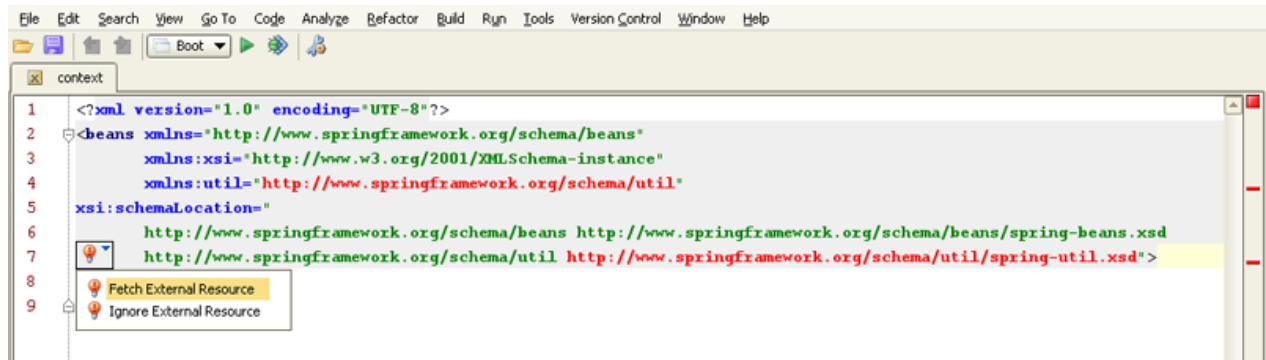 File Edit Search View Go To Code Analyze Refactor Build Run Tools Version Control Window Help
Boot
context
1 <?xml version="1.0" encoding="UTF-8"?>
2 <beans xmlns="http://www.springframework.org/schema/beans"
3 xmlns:xsi="http://www.w3.org/2001/XMLSchema-instance"
4 xmlns:util="http://www.springframework.org/schema/util"
5 xsi:schemaLocation="
6 http://www.springframework.org/schema/beans http://www.springframework.org/schema/beans/spring-beans.xsd
7 http://www.springframework.org/schema/util http://www.springframework.org/schema/util/spring-util.xsd">
8 Fetch External Resource
9 Ignore External Resource